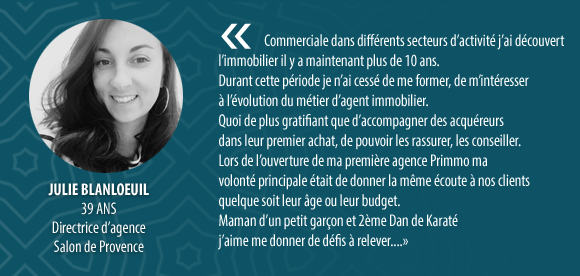 « Commerciale dans différents secteurs d'activité j'ai découvert
l'immobilier il y a maintenant plus de 10 ans.
Durant cette période je n'ai cessé de me former, de m'intéresser
à l'évolution du métier d'agent immobilier.
Quoi de plus gratifiant que d'accompagner des acquéreurs
dans leur premier achat, de pouvoir les rassurer, les conseiller.
Lors de l'ouverture de ma première agence Primmo ma
volonté principale était de donner la même écoute à nos clients
quelque soit leur âge ou leur budget.
Maman d'un petit garçon et 2ème Dan de Karaté
j'aime me donner de défis à relever....»
JULIE BLANLOEUIL
39 ANS
Directrice d'agence
Salon de Provence